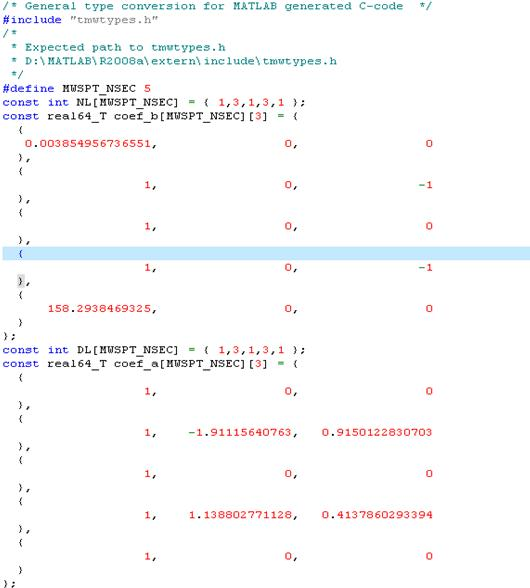 /* General type conversion for MATLAB generated C-code  */
#include "tmwtypes.h"
/*
 * Expected path to tmwtypes.h
 * D:\MATLAB\R2008a\extern\include\tmwtypes.h
 */
#define MWSPT_NSEC 5
const int NL[MWSPT_NSEC] = { 1,3,1,3,1 };
const real64_T coef_b[MWSPT_NSEC][3] = {
  {
   0.003854956736551,                 0,                 0
  },
  {
                   1,                 0,                -1
  },
  {
                   1,                 0,                 0
  },
  {
                   1,                 0,                -1
  },
  {
      158.2938469325,                 0,                 0
  }
};
const int DL[MWSPT_NSEC] = { 1,3,1,3,1 };
const real64_T coef_a[MWSPT_NSEC][3] = {
  {
                   1,                 0,                 0
  },
  {
                   1,    -1.91115640763,   0.9150122830703
  },
  {
                   1,                 0,                 0
  },
  {
                   1,    1.138802771128,   0.4137860293394
  },
  {
                   1,                 0,                 0
  }
};